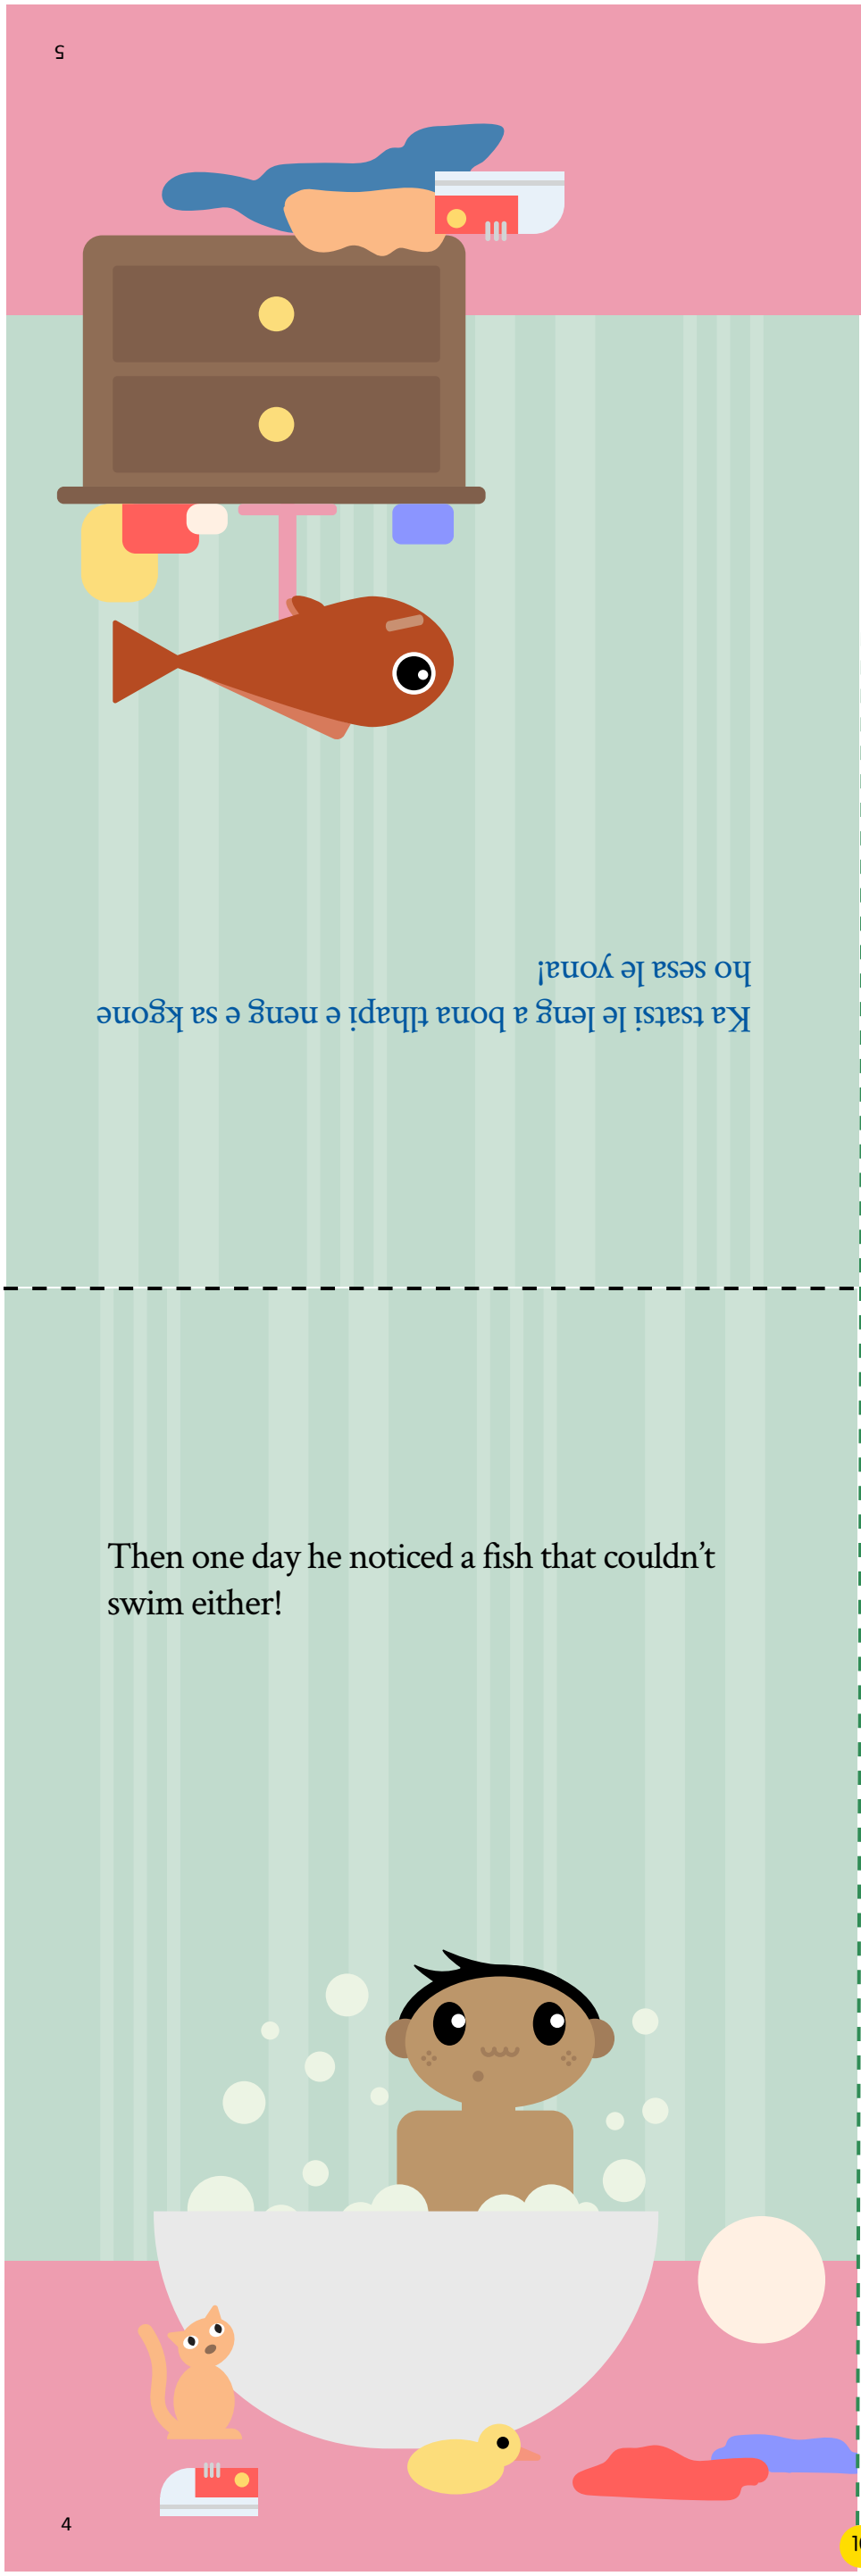 5
Ka tsatsi le leng a bona tlhapi e neng e sa kgone
ho sesa le yona!
Then one day he noticed a fish that couldn’t
swim either!
4